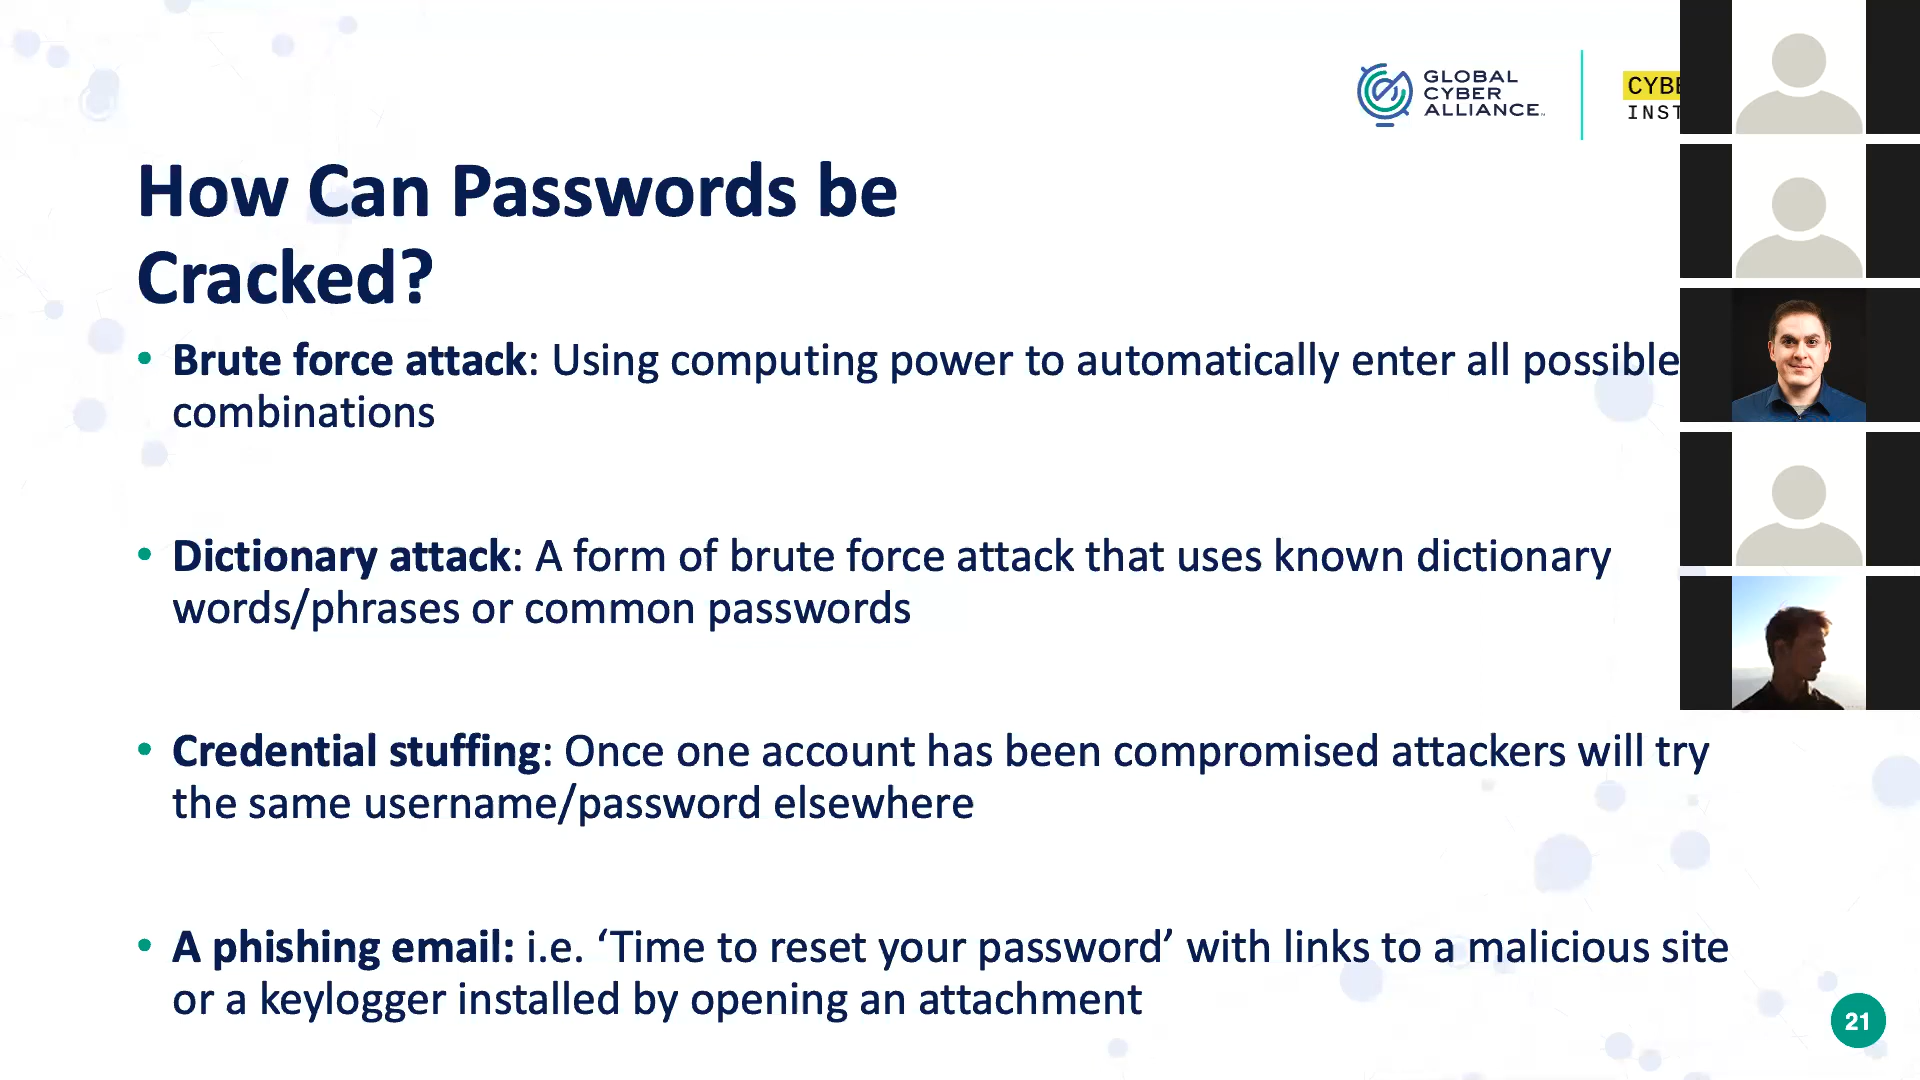 GLOBAL
CYBER
ALLIANCE
How Can Passwords be
Cracked?
• Brute force attack: Using computing power to automatically enter all possible
combinations
• Dictionary attack: A form of brute force attack that uses known dictionary
words/phrases or common passwords
• Credential stuffing: Once one account has been compromised attackers will try
the same username/password elsewhere
• A phishing email: i.e. ‘Time to reset your password’ with links to a malicious site
or a keylogger installed by opening an attachment
21